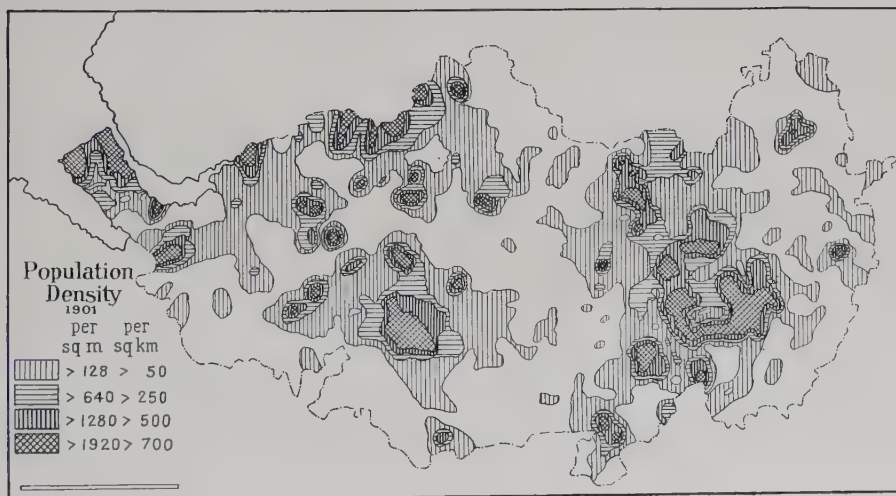 Population
Density
1901
per per
sq m sq km
> 128 > 50
> 640 > 250
> 1280 > 500
> 1920 > 700